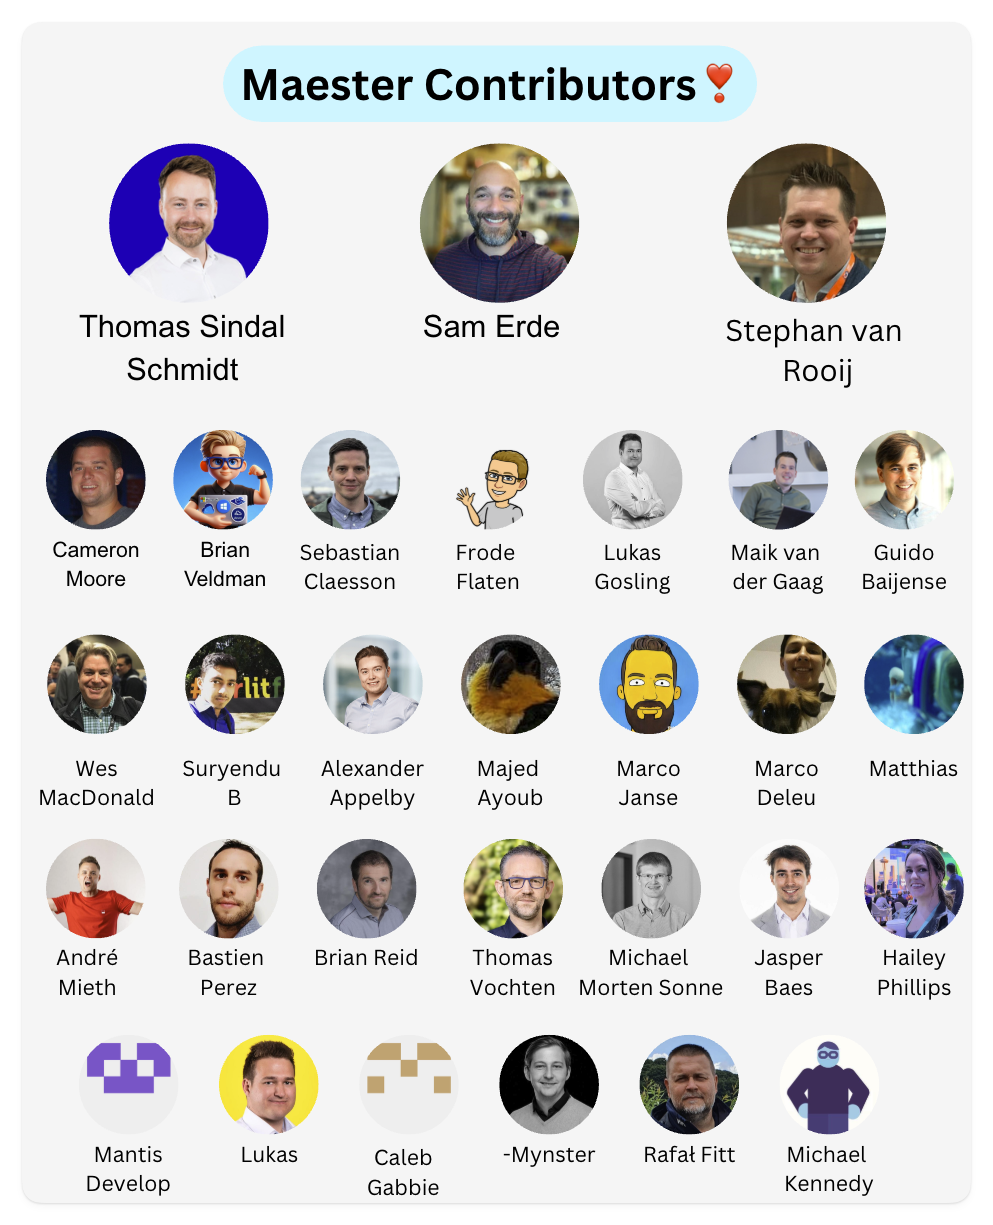 Maester Contributors❣️
Thomas Sindal
Schmidt
Sam Erde
Stephan van
Rooij
Cameron
Moore
Brian
Veldman
Sebastian
Claesson
Frode
Flaten
Lukas
Gosling
Maik van
der Gaag
Guido
Baijense
Wes
MacDonald
Suryendu
B
Alexander
Appelby
Majed
Ayoub
Marco
Janse
Marco
Deleu
Matthias
André
Mieth
Bastien
Perez
Brian Reid
Thomas
Vochten
Michael
Morten Sonne
Jasper
Baes
Hailey
Phillips
Mantis
Develop
Lukas
Caleb
Gabbie
-Mynster
Rafał Fitt
Michael
Kennedy